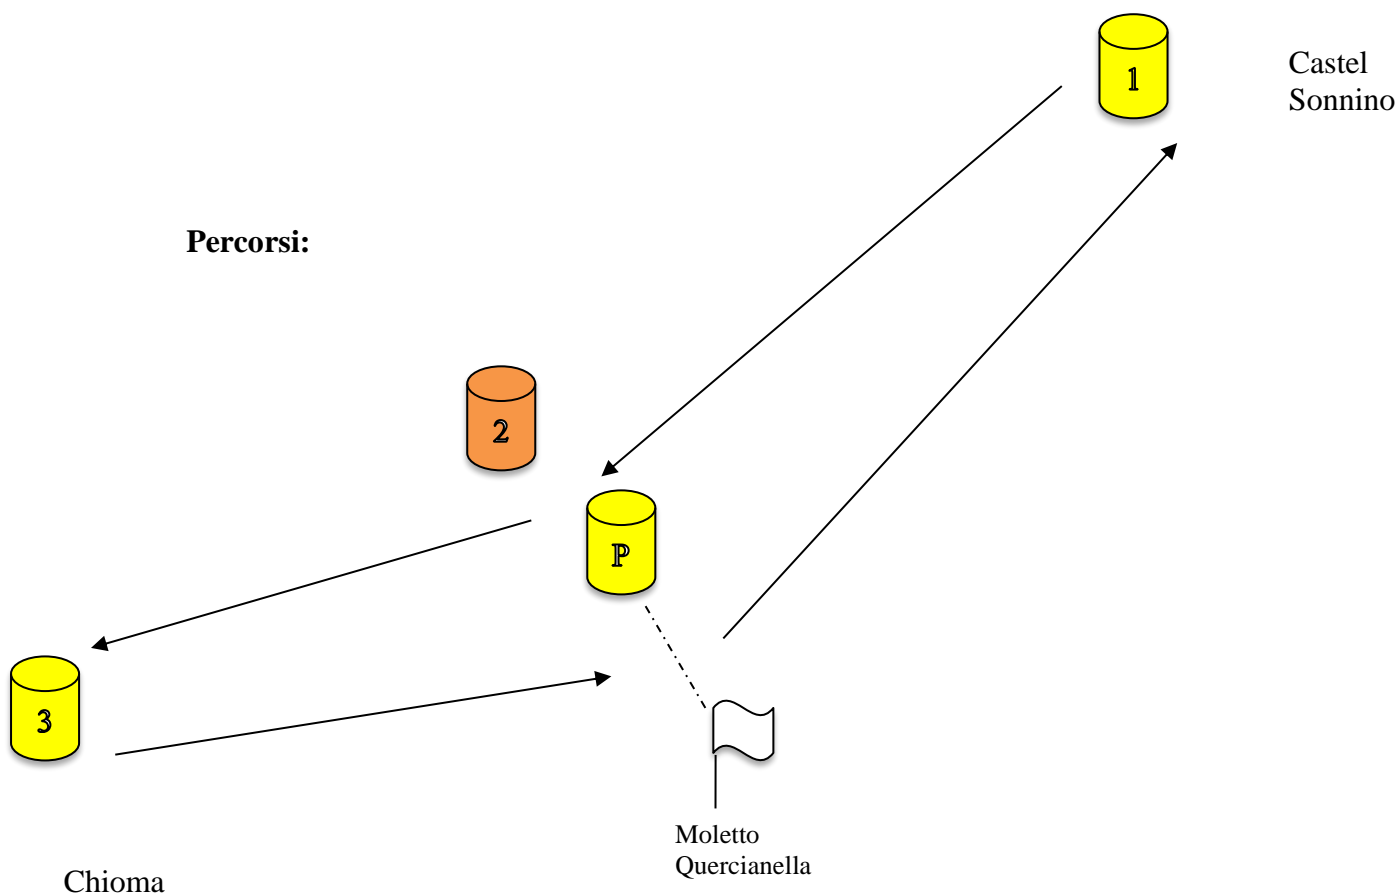 1
Castel
Sonnino
Percorsi:
2
P
3
Moletto
Quercianella
Chioma